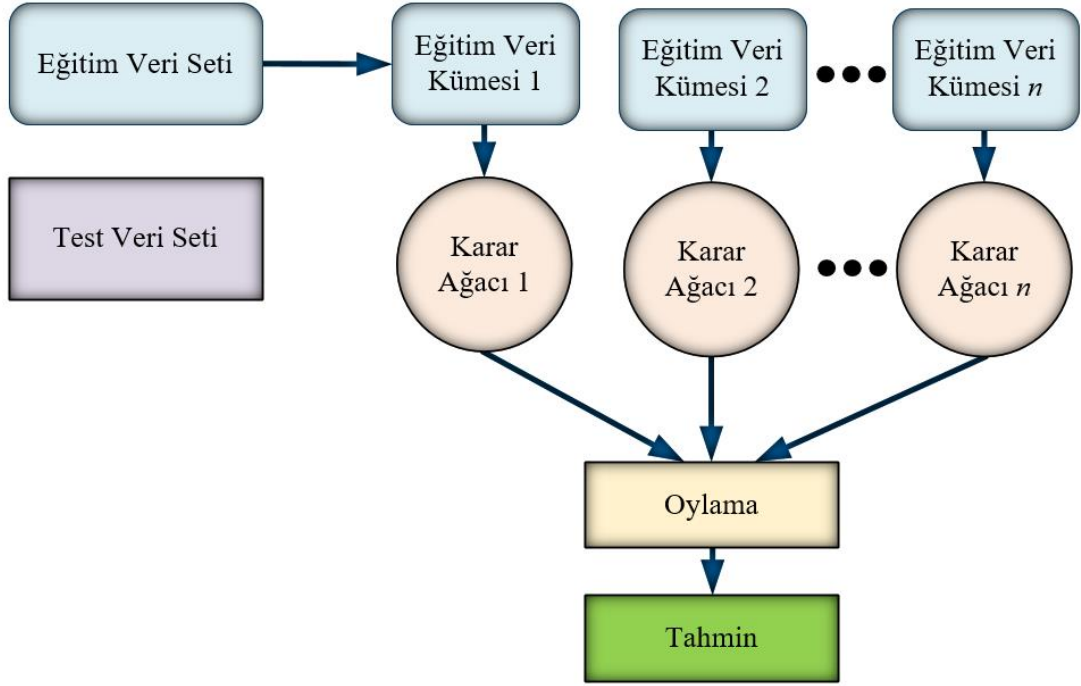 Eğitim Veri Seti
Eğitim Veri
Kümesi 1
Eğitim Veri
Kümesi 2
Eğitim Veri
Kümesi n
Test Veri Seti
Karar
Ağacı 1
Karar
Ağacı 2
Karar
Ağacı n
Oylama
Tahmin